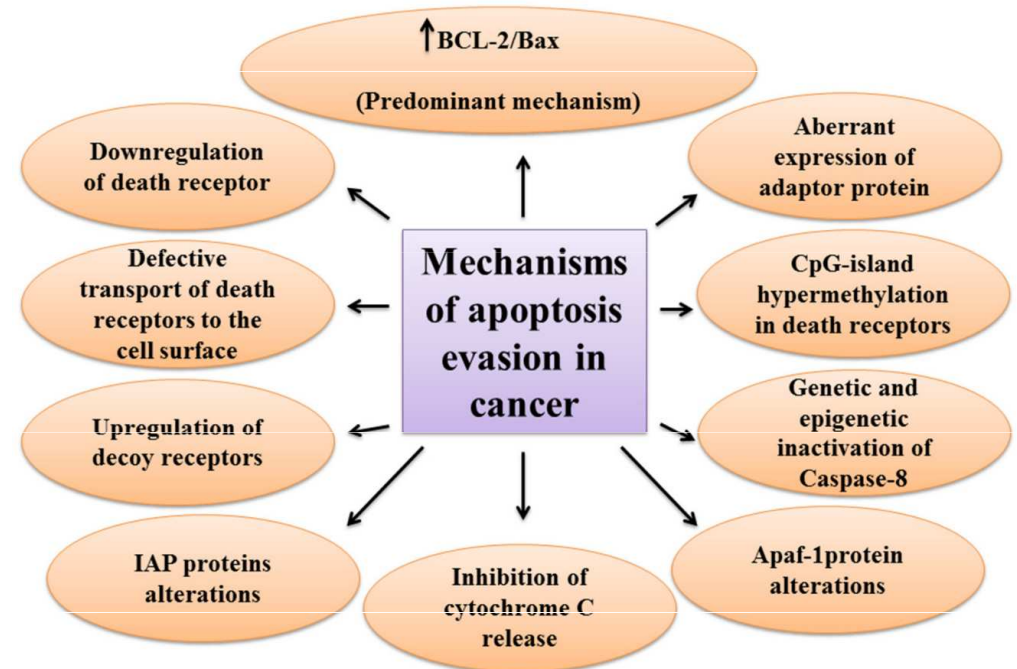 ↑BCL-2/Bax
(Predominant mechanism)
Downregulation
of death receptor
Aberrant
expression of
adaptor protein
Mechanisms
of apoptosis
evasion in
cancer
Defective
transport of death
receptors to the
cell surface
CpG-island
hypermethylation
in death receptors
Upregulation of
decoy receptors
Genetic and
epigenetic
inactivation of
Caspase-8
IAP proteins
alterations
Inhibition of
cytochrome C
release
Apaf-1protein
alterations